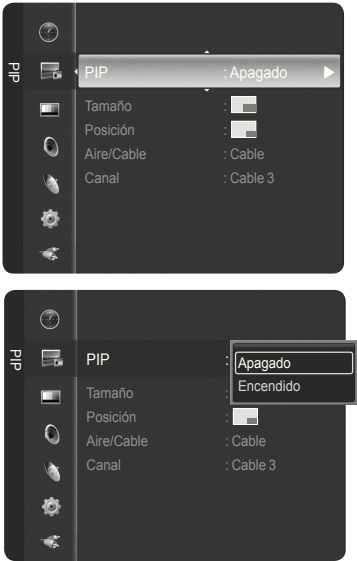 PIP
PIP : Apagado
Tamaño :
Posición :
Aire/Cable : Cable
Canal : Cable 3
PIP
PIP :
Apagado
Encendido
Tamaño :
Posición :
Aire/Cable : Cable
Canal : Cable 3